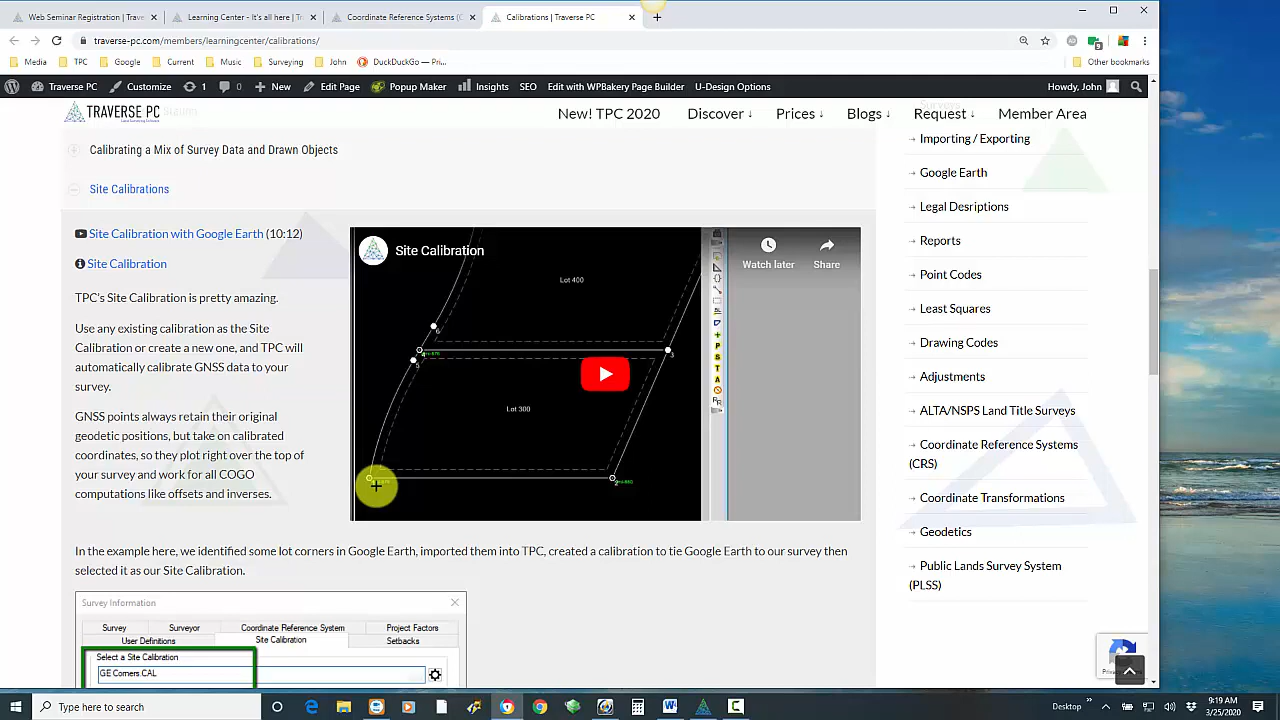 Web Seminar Registration | Tra
Learning Center - It's all here | Tr
Coordinate Reference Systems (C
Calibrations | Traverse PC
traverse-pc.com/members/learningcenter/calibrations/
Media TPC Google Current Music Surveying John DuckDuckGo -... Other bookmarks
Traverse PC Customize 1 0 New Edit Page Popup Maker Insights SEO Edit with WPBakery Page Builder U-Design Options Howdy, John
TRAVERSE PC
New! TPC 2020 Discover ↓ Prices ↓ Blogs ↓ Request ↓ Member Area
Calibrating a Mix of Survey Data and Drawn Objects
Site Calibrations
Site Calibration with Google Earth (10:12)
Site Calibration
TPC's Site Calibration is pretty amazing.
Use any existing calibration as the Site
Calibration or create a new one, and TPC will
automatically calibrate GNSS data to your
survey.
GNSS points always retain their original
geodetic positions, but take on calibrated
coordinates, so they plot right over the top of
your survey and work for all COGO
computations like offsets and inverses.
Site Calibration
Watch later
Share
Lot 400
Lot 300
In the example here, we identified some lot corners in Google Earth, imported them into TPC, created a calibration to tie Google Earth to our survey then
selected it as our Site Calibration.
Survey Information
Survey Surveyor Coordinate Reference System Project Factors
User Definitions Site Calibration Setbacks
Select a Site Calibration
GE Corners.CAL
Importing / Exporting
Google Earth
Legal Desriptions
Reports
Point Codes
Least Squares
Drawing Codes
Adjustments
ALTA/NSPS Land Title Surveys
Coordinate Reference Systems
(CRS)
Coordinate Transformations
Geodetics
Public Lands Survey System
(PLSS)
Type here to search
Desktop
9:19 AM
3/25/2020